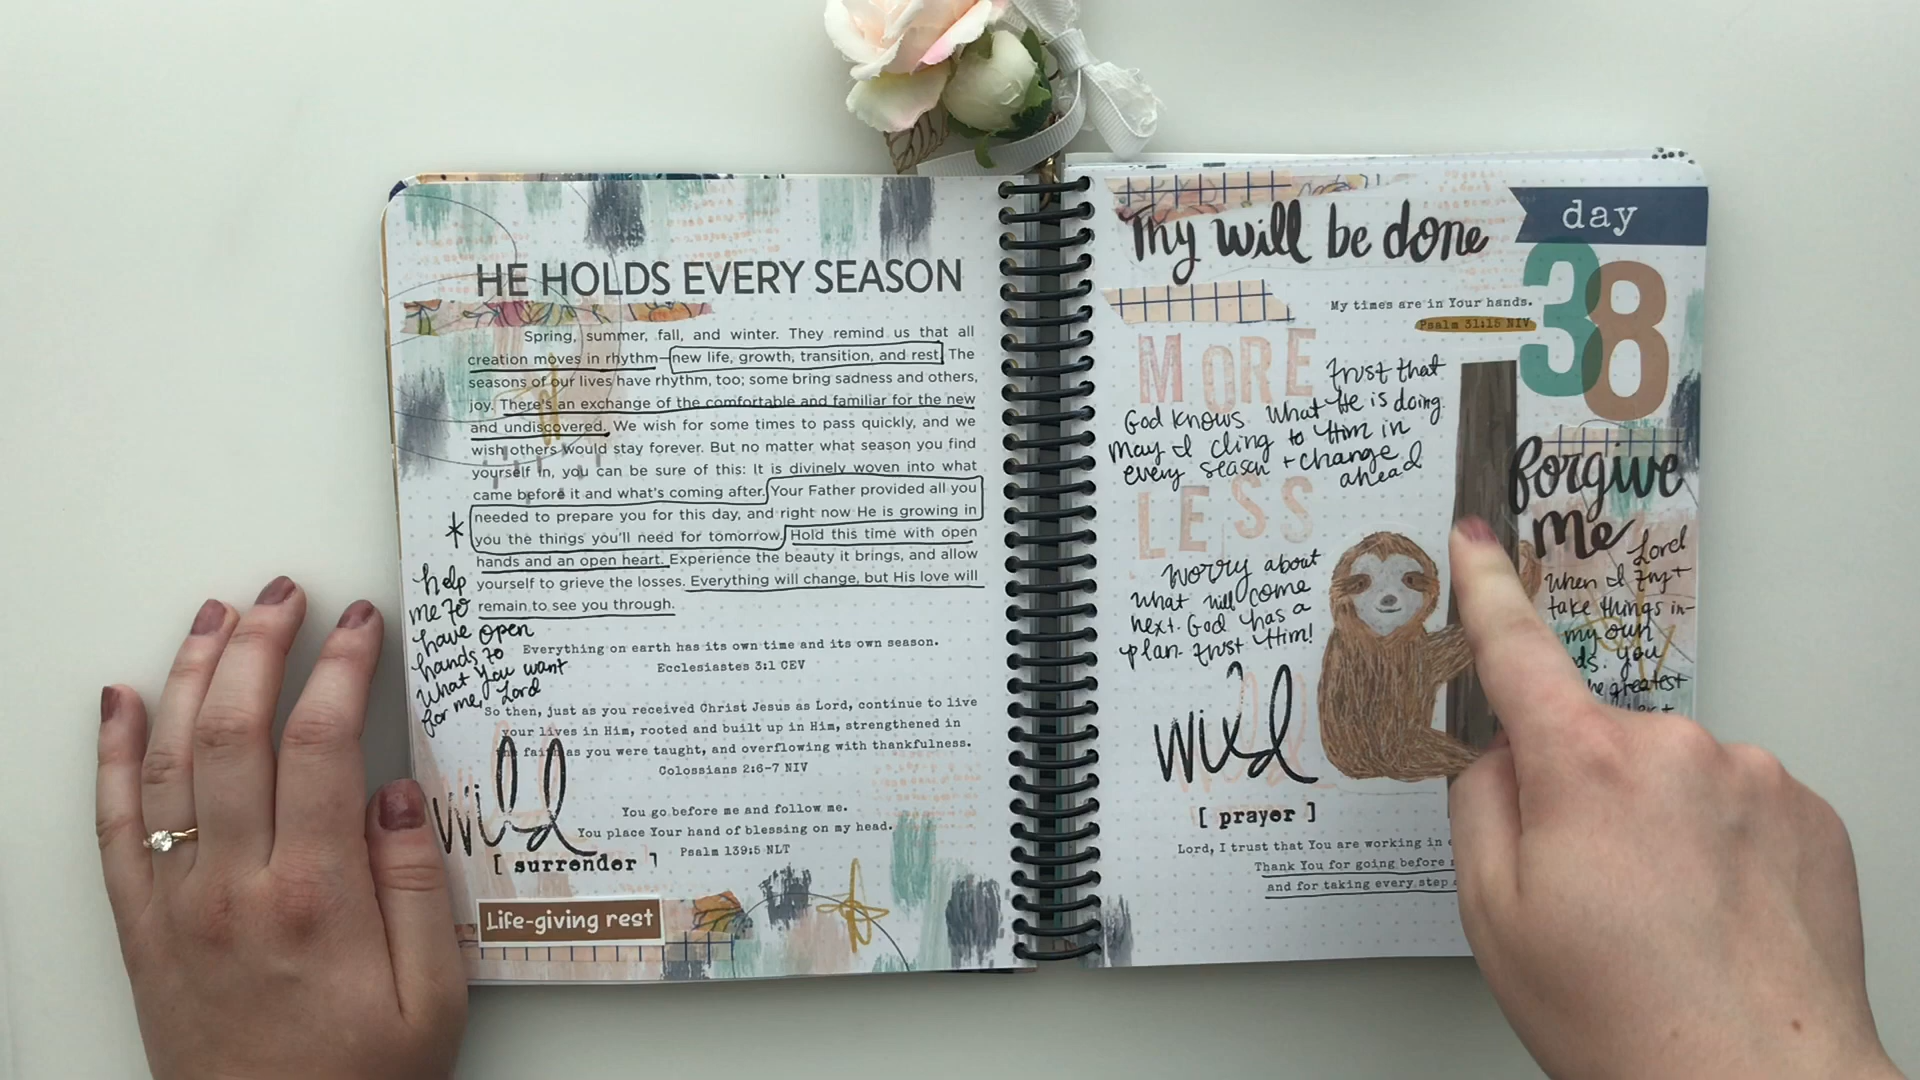 HE HOLDS EVERY SEASON
Spring, summer, fall, and winter. They remind us that all
creation moves in rhythm—new life, growth, transition, and rest. The
seasons of our lives have rhythm, too; some bring sadness and others,
joy. There's an exchange of the comfortable and familiar for the new
and undiscovered. We wish for some times to pass quickly, and we
wish others would stay forever. But no matter what season you find
yourself in, you can be sure of this: It is divinely woven into what
came before it and what's coming after. Your Father provided all you
needed to prepare you for this day, and right now He is growing in
you the things you'll need for tomorrow. Hold this time with open
hands and an open heart. Experience the beauty it brings, and allow
yourself to grieve the losses. Everything will change, but His love will
remain to see you through.
*
help
me to
have open
hands to
what you want
for me, Lord
Everything on earth has its own time and its own season.
Ecclesiastes 3:1 CEV
So then, just as you received Christ Jesus as Lord, continue to live
your lives in Him, rooted and built up in Him, strengthened in
the faith as you were taught, and overflowing with thankfulness.
Colossians 2:6-7 NIV
You go before me and follow me.
You place Your hand of blessing on my head.
Psalm 139:5 NLT
wild
[ surrender ]
Life-giving rest
Thy will be done
day
38
My times are in Your hands.
Psalm 31:15 NIV
MORE
trust that
God knows what He is doing.
May I cling to Him in
every season + change
ahead
LESS
worry about
what will come
next. God has a
plan- trust Him!
wild
[ prayer ]
Lord, I trust that You are working in
Thank You for going before
and for taking every step
forgive
me
Lord
when I try +
take things in-
my own
you
greatest